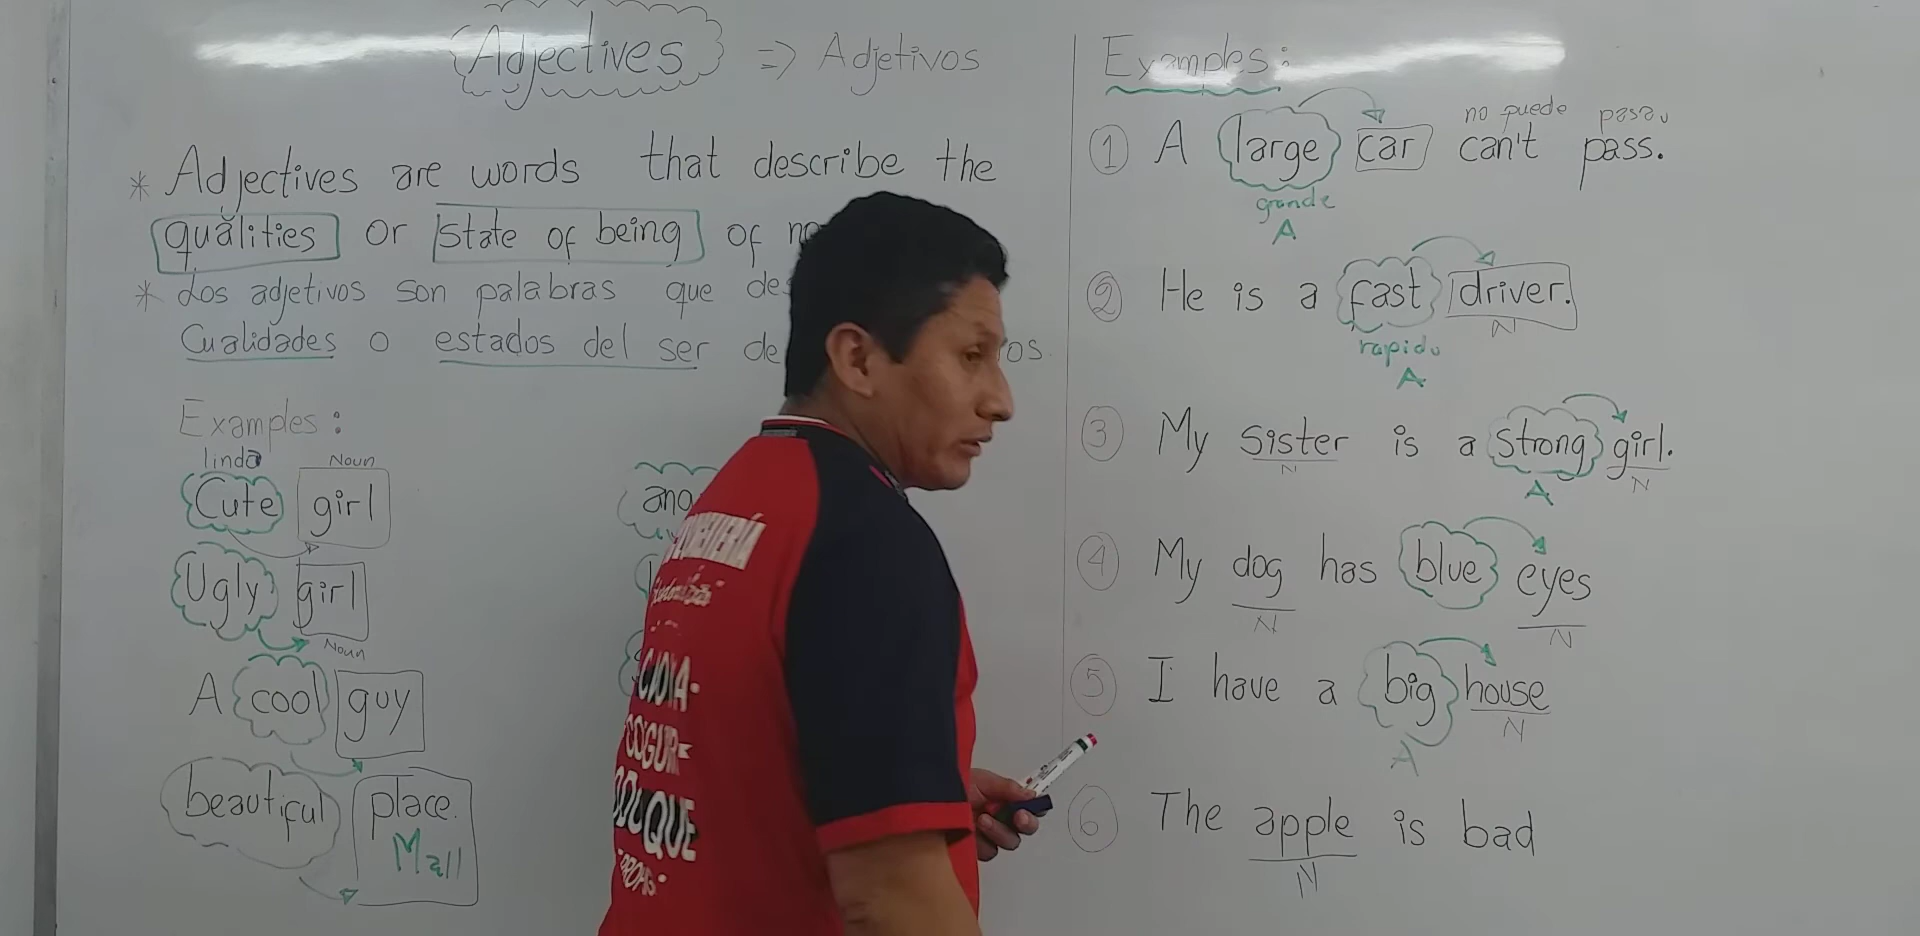 Adjectives => Adjetivos
* Adjectives are words that describe the
qualities or state of being of
* Los adjetivos son palabras que
Cualidades o estados del ser de
Examples:
linda Noun
Cute girl
Ugly girl
Noun
A cool guy
beautiful place.
Mall
Examples:
no puede pasar
① A large car can't pass.
grande
A
② He is a fast driver.
N
rapido
A
③ My sister is a strong girl.
N A N
④ My dog has blue eyes
N N
⑤ I have a big house
A N
⑥ The apple is bad
N
QUE